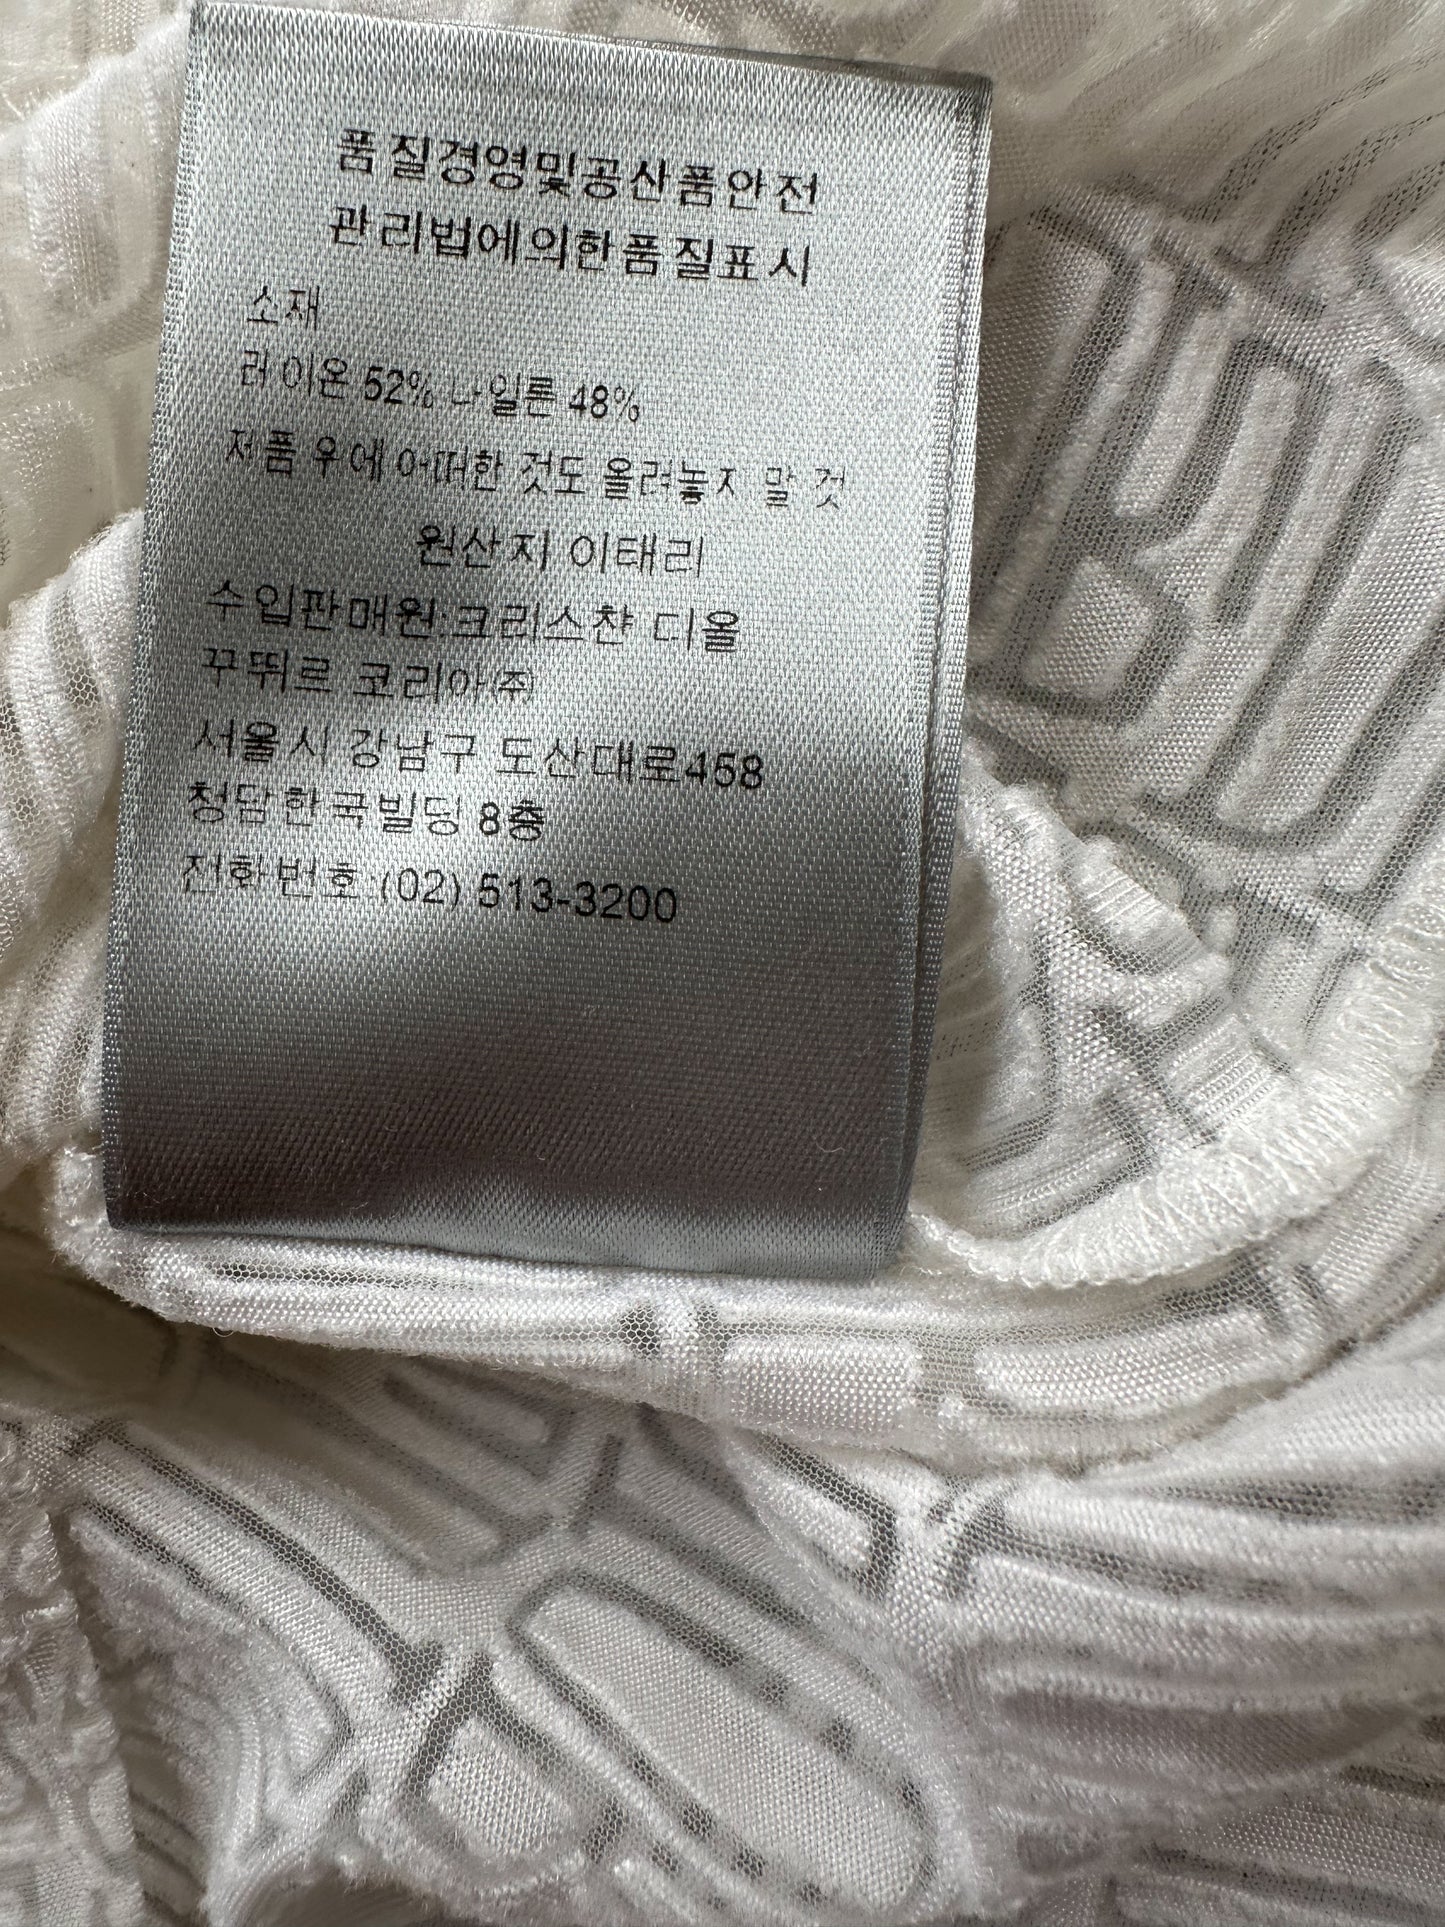 품질경영및공산품안전
관리법에의한품질표시
소재
레이온 52% 나일론 48%
제품 우에 어떠한 것도 올려놓지 말 것
원산지 이태리
수입판매원:크리스챤 디올
꾸뛰르 코리아(주)
서울시 강남구 도산대로458
청담한국빌딩 8층
전화번호:(02) 513-3200